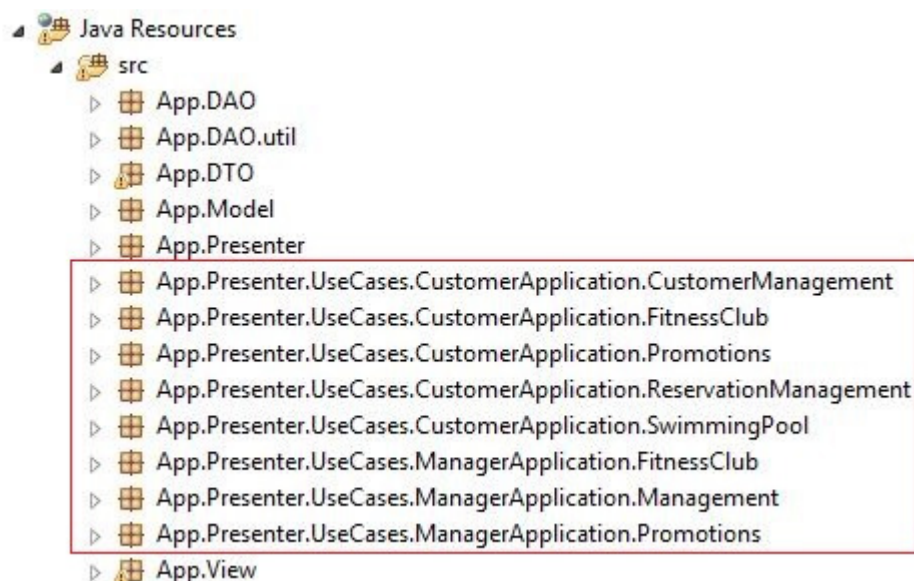 Java Resources
src
App.DAO
App.DAO.util
App.DTO
App.Model
App.Presenter
App.Presenter.UseCases.CustomerApplication.CustomerManagement
App.Presenter.UseCases.CustomerApplication.FitnessClub
App.Presenter.UseCases.CustomerApplication.Promotions
App.Presenter.UseCases.CustomerApplication.ReservationManagement
App.Presenter.UseCases.CustomerApplication.SwimmingPool
App.Presenter.UseCases.ManagerApplication.FitnessClub
App.Presenter.UseCases.ManagerApplication.Management
App.Presenter.UseCases.ManagerApplication.Promotions
App.View